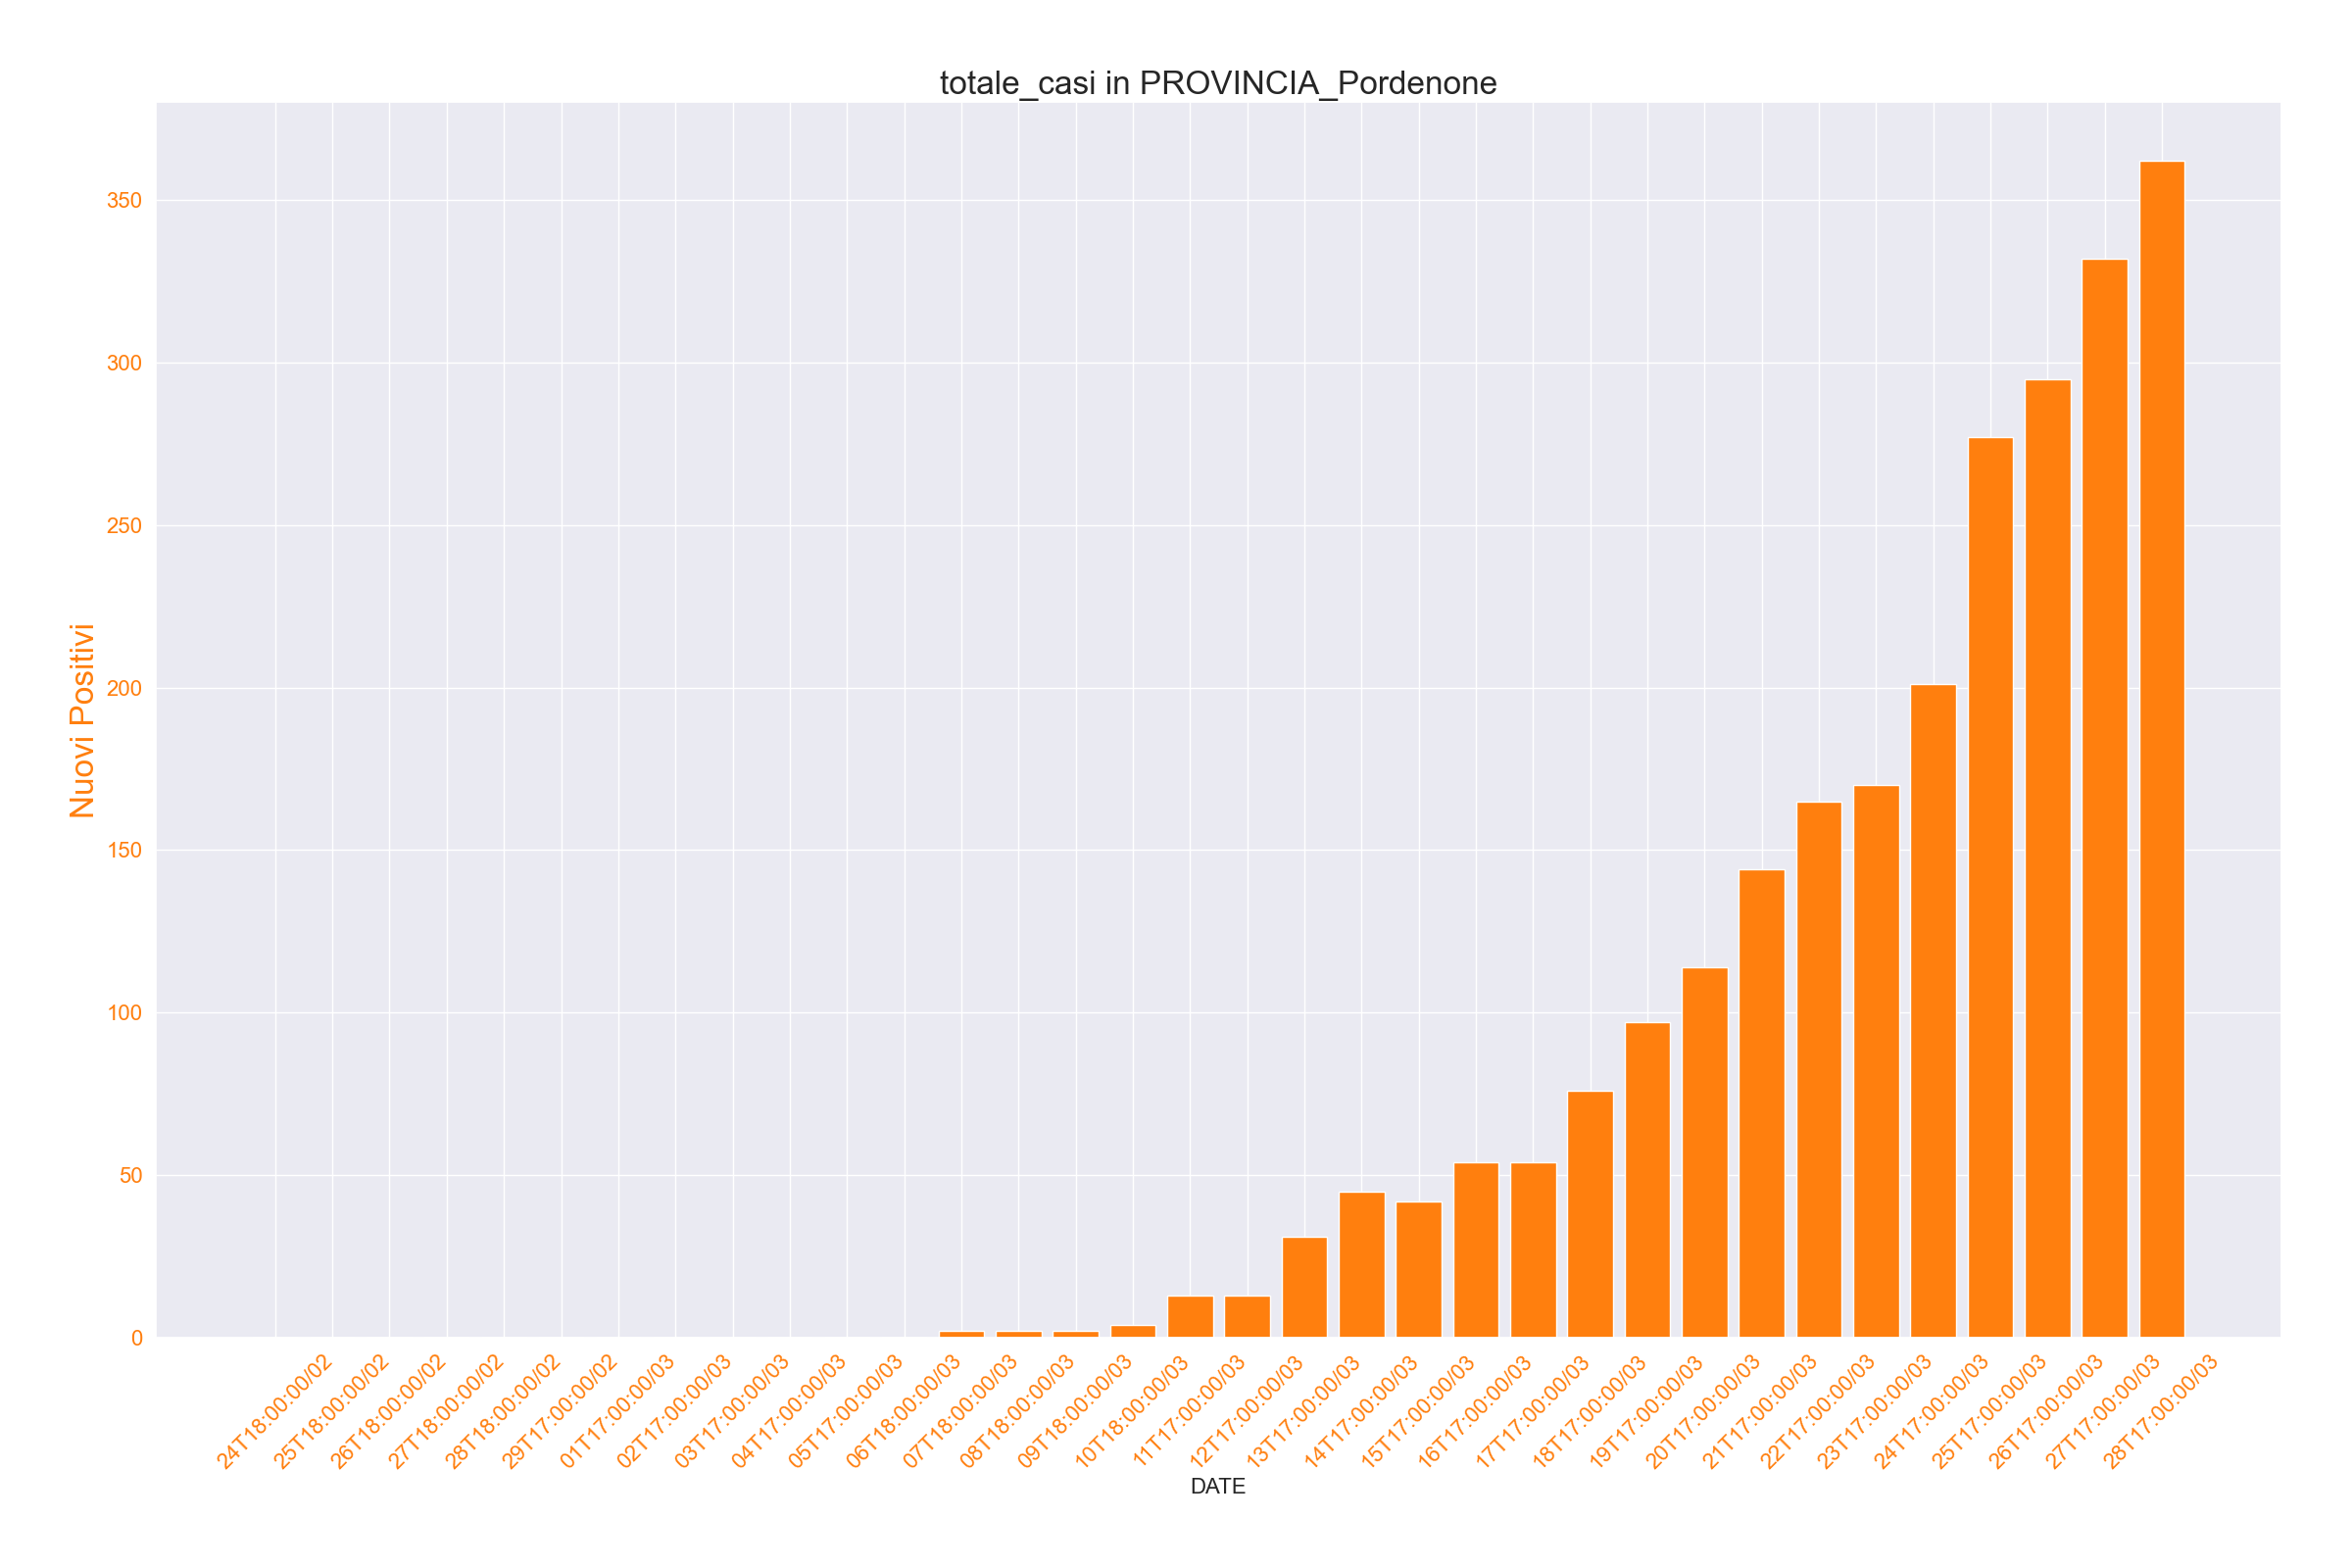 totale_casi in PROVINCIA_Pordenone
Nuovi Positivi
350
300
250
200
150
100
50
0
24T18:00:00/02
25T18:00:00/02
26T18:00:00/02
27T18:00:00/02
28T18:00:00/02
29T17:00:00/02
01T17:00:00/03
02T17:00:00/03
03T17:00:00/03
04T17:00:00/03
05T17:00:00/03
06T18:00:00/03
07T18:00:00/03
08T18:00:00/03
09T18:00:00/03
10T18:00:00/03
11T17:00:00/03
12T17:00:00/03
13T17:00:00/03
14T17:00:00/03
15T17:00:00/03
16T17:00:00/03
17T17:00:00/03
18T17:00:00/03
19T17:00:00/03
20T17:00:00/03
21T17:00:00/03
22T17:00:00/03
23T17:00:00/03
24T17:00:00/03
25T17:00:00/03
26T17:00:00/03
27T17:00:00/03
28T17:00:00/03
DATE